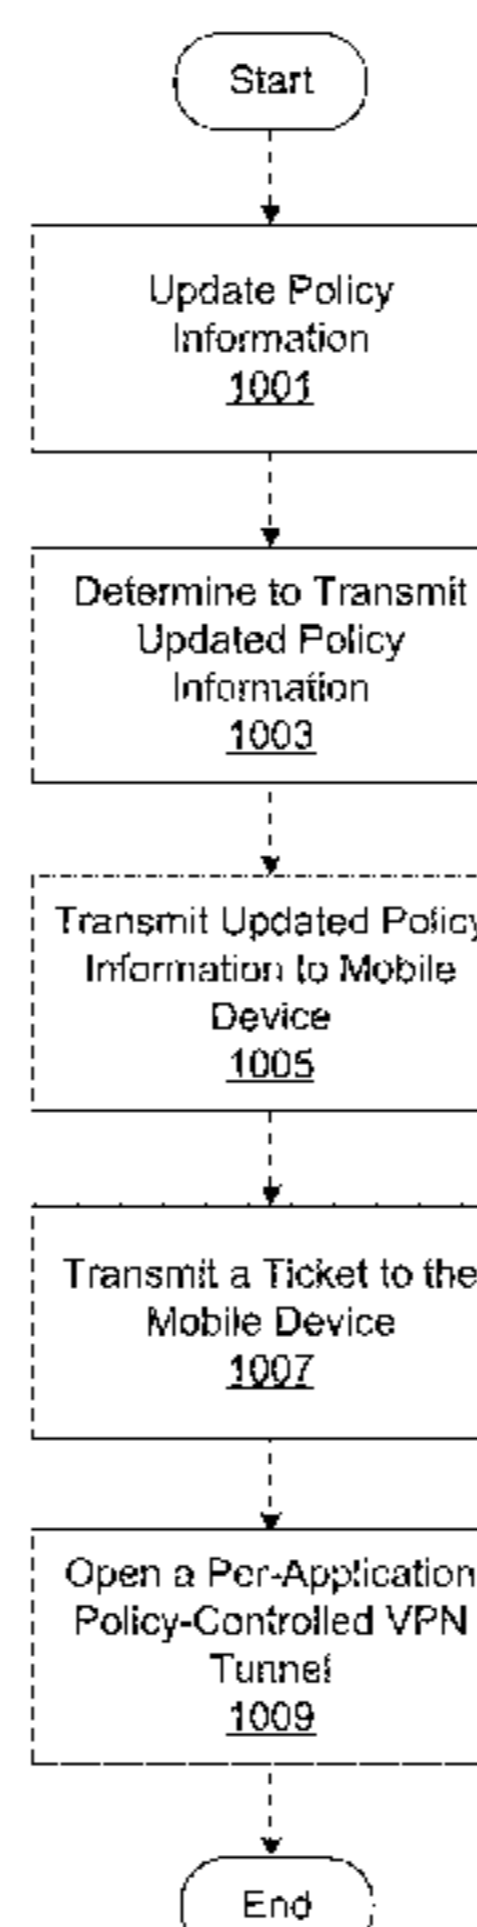 Start
Update Policy
Information
1001
Determine to Transmit
Updated Policy
Information
1003
Transmit Updated Policy
Information to Mobile
Device
1005
Transmit a Ticket to the
Mobile Device
1007
Open a Per-Application
Policy-Controlled VPN
Tunnel
1009
End